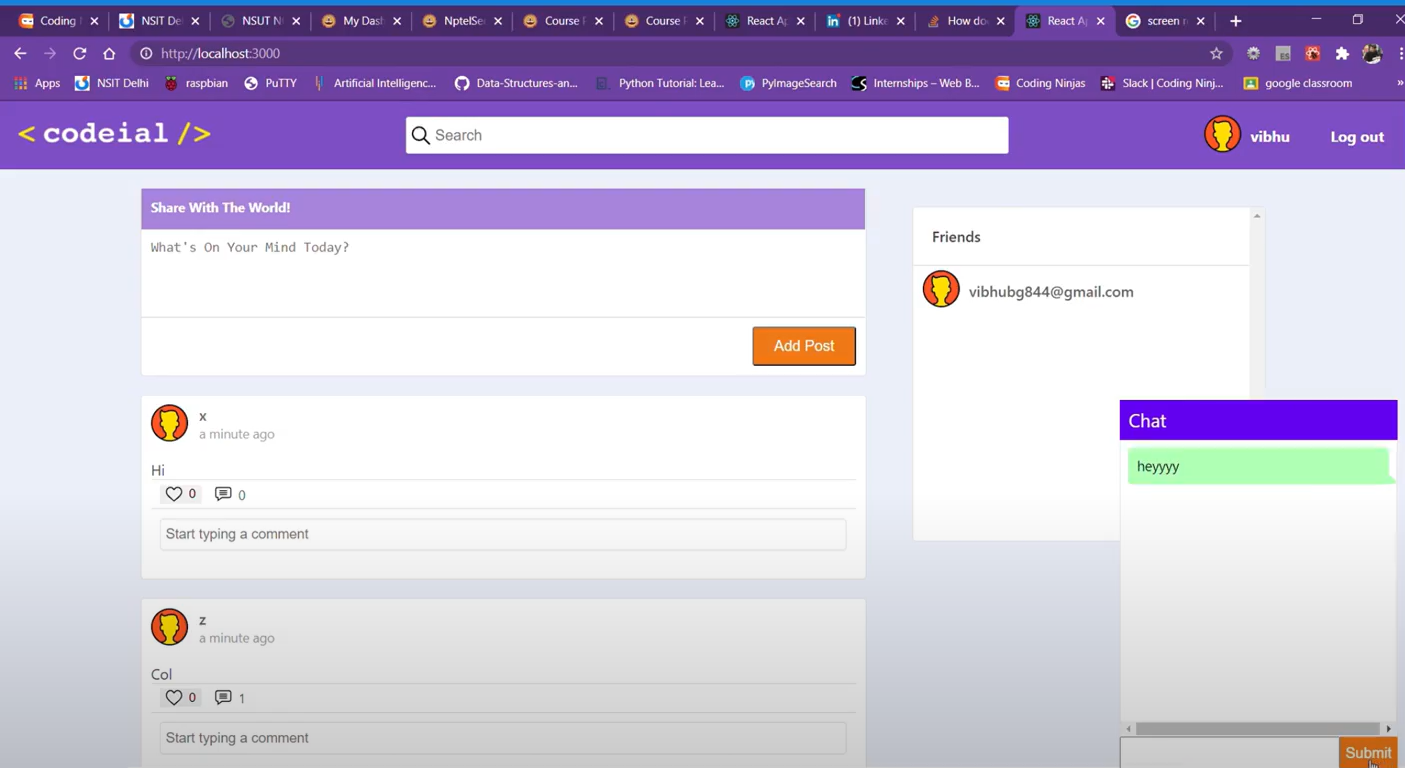 Coding
NSIT De
NSUT N
My Dash
NptelSe
Course
Course
React Ap
(1) Linke
How do
React Ap
screen r
http://localhost:3000
Apps
NSIT Delhi
raspbian
PuTTY
Artificial Intelligenc...
Data-Structures-an...
Python Tutorial: Lea...
PyImageSearch
Internships – Web B...
Coding Ninjas
Slack | Coding Ninj...
google classroom
»
< codeial />
Search
vibhu
Log out
Share With The World!
What's On Your Mind Today?
Add Post
Friends
vibhubg844@gmail.com
x
a minute ago
Hi
0 0
Start typing a comment
z
a minute ago
Col
0 1
Start typing a comment
Chat
heyyyy
Submit